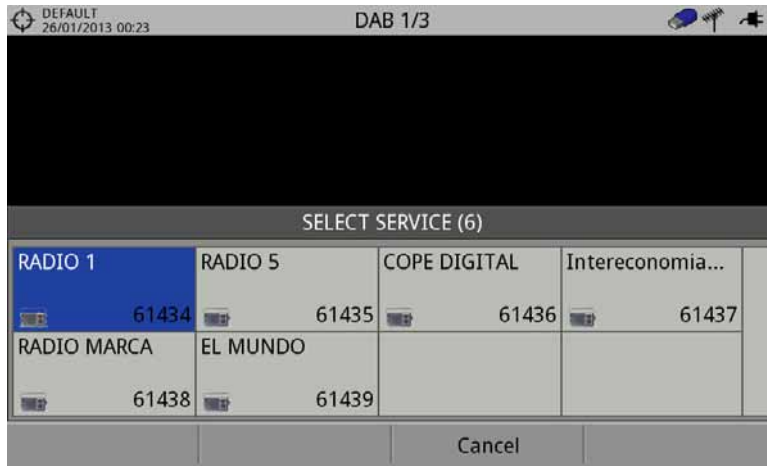 DEFAULT
26/01/2013 00:23
DAB 1/3
SELECT SERVICE (6)
RADIO 1
61434
RADIO 5
61435
COPE DIGITAL
61436
Intereconomia...
61437
RADIO MARCA
61438
EL MUNDO
61439
Cancel